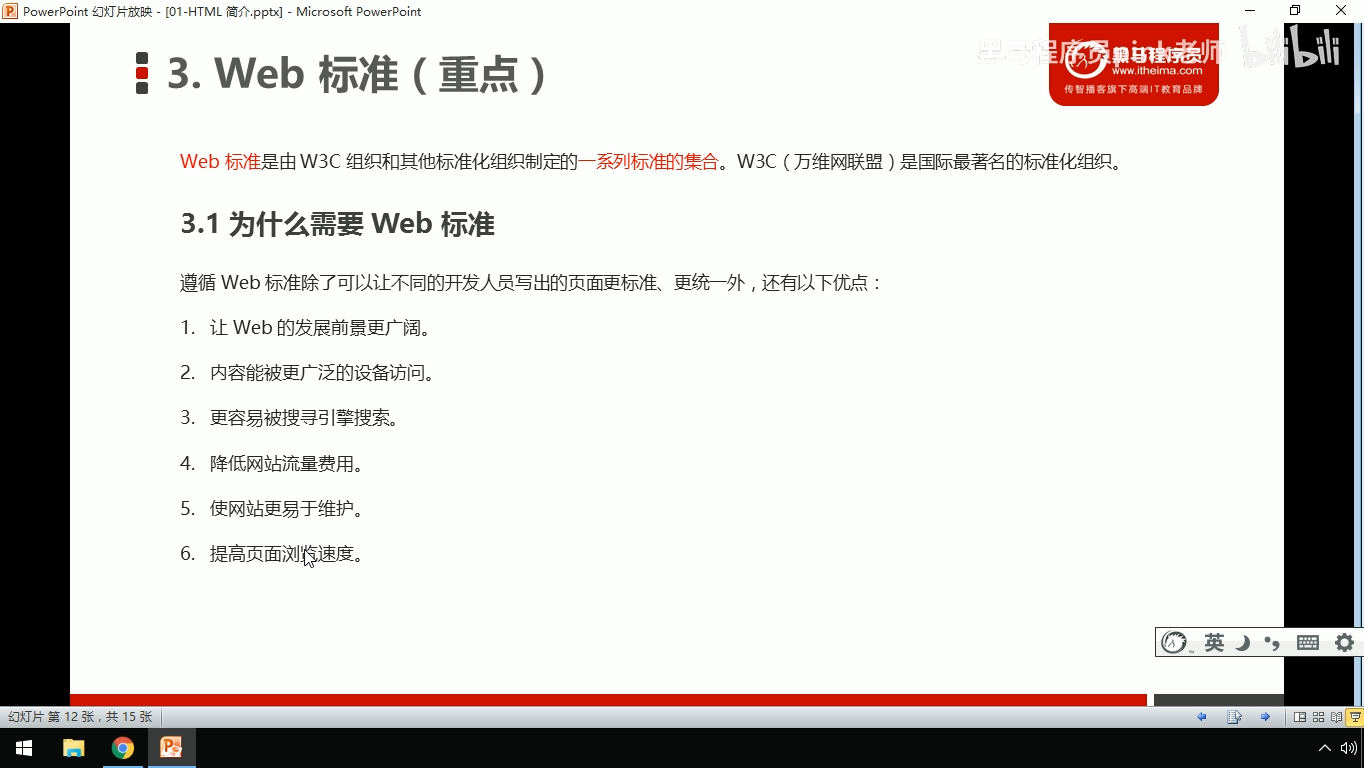 PowerPoint 幻灯片放映 - [01-HTML 简介.pptx] - Microsoft PowerPoint
3. Web 标准（重点）
黑马程序员pink老师 bilibili
黑马程序员
www.itheima.com
传智播客旗下高端IT教育品牌
Web 标准是由 W3C 组织和其他标准化组织制定的一系列标准的集合。W3C（万维网联盟）是国际最著名的标准化组织。
3.1 为什么需要 Web 标准
遵循 Web 标准除了可以让不同的开发人员写出的页面更标准、更统一外，还有以下优点：
1. 让 Web 的发展前景更广阔。
2. 内容能被更广泛的设备访问。
3. 更容易被搜寻引擎搜索。
4. 降低网站流量费用。
5. 使网站更易于维护。
6. 提高页面浏览速度。
英
幻灯片 第 12 张，共 15 张